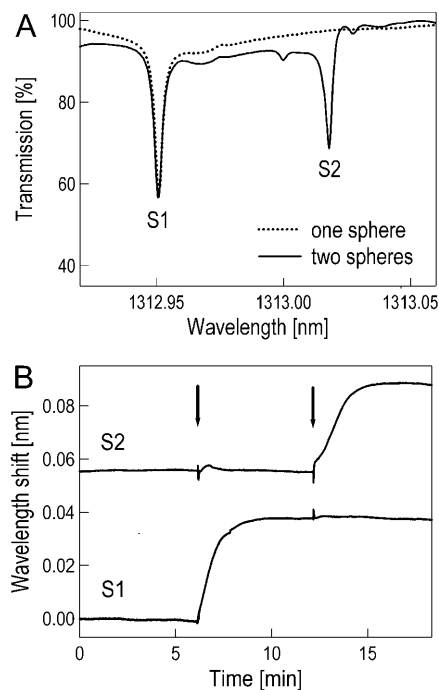 A
Transmission [%]
100
80
60
40
S1
S2
one sphere
two spheres
1312.95
1313.00
1313.05
Wavelength [nm]
B
Wavelength shift [nm]
0.08
0.06
0.04
0.02
0.00
S2
S1
0
5
10
15
Time [min]